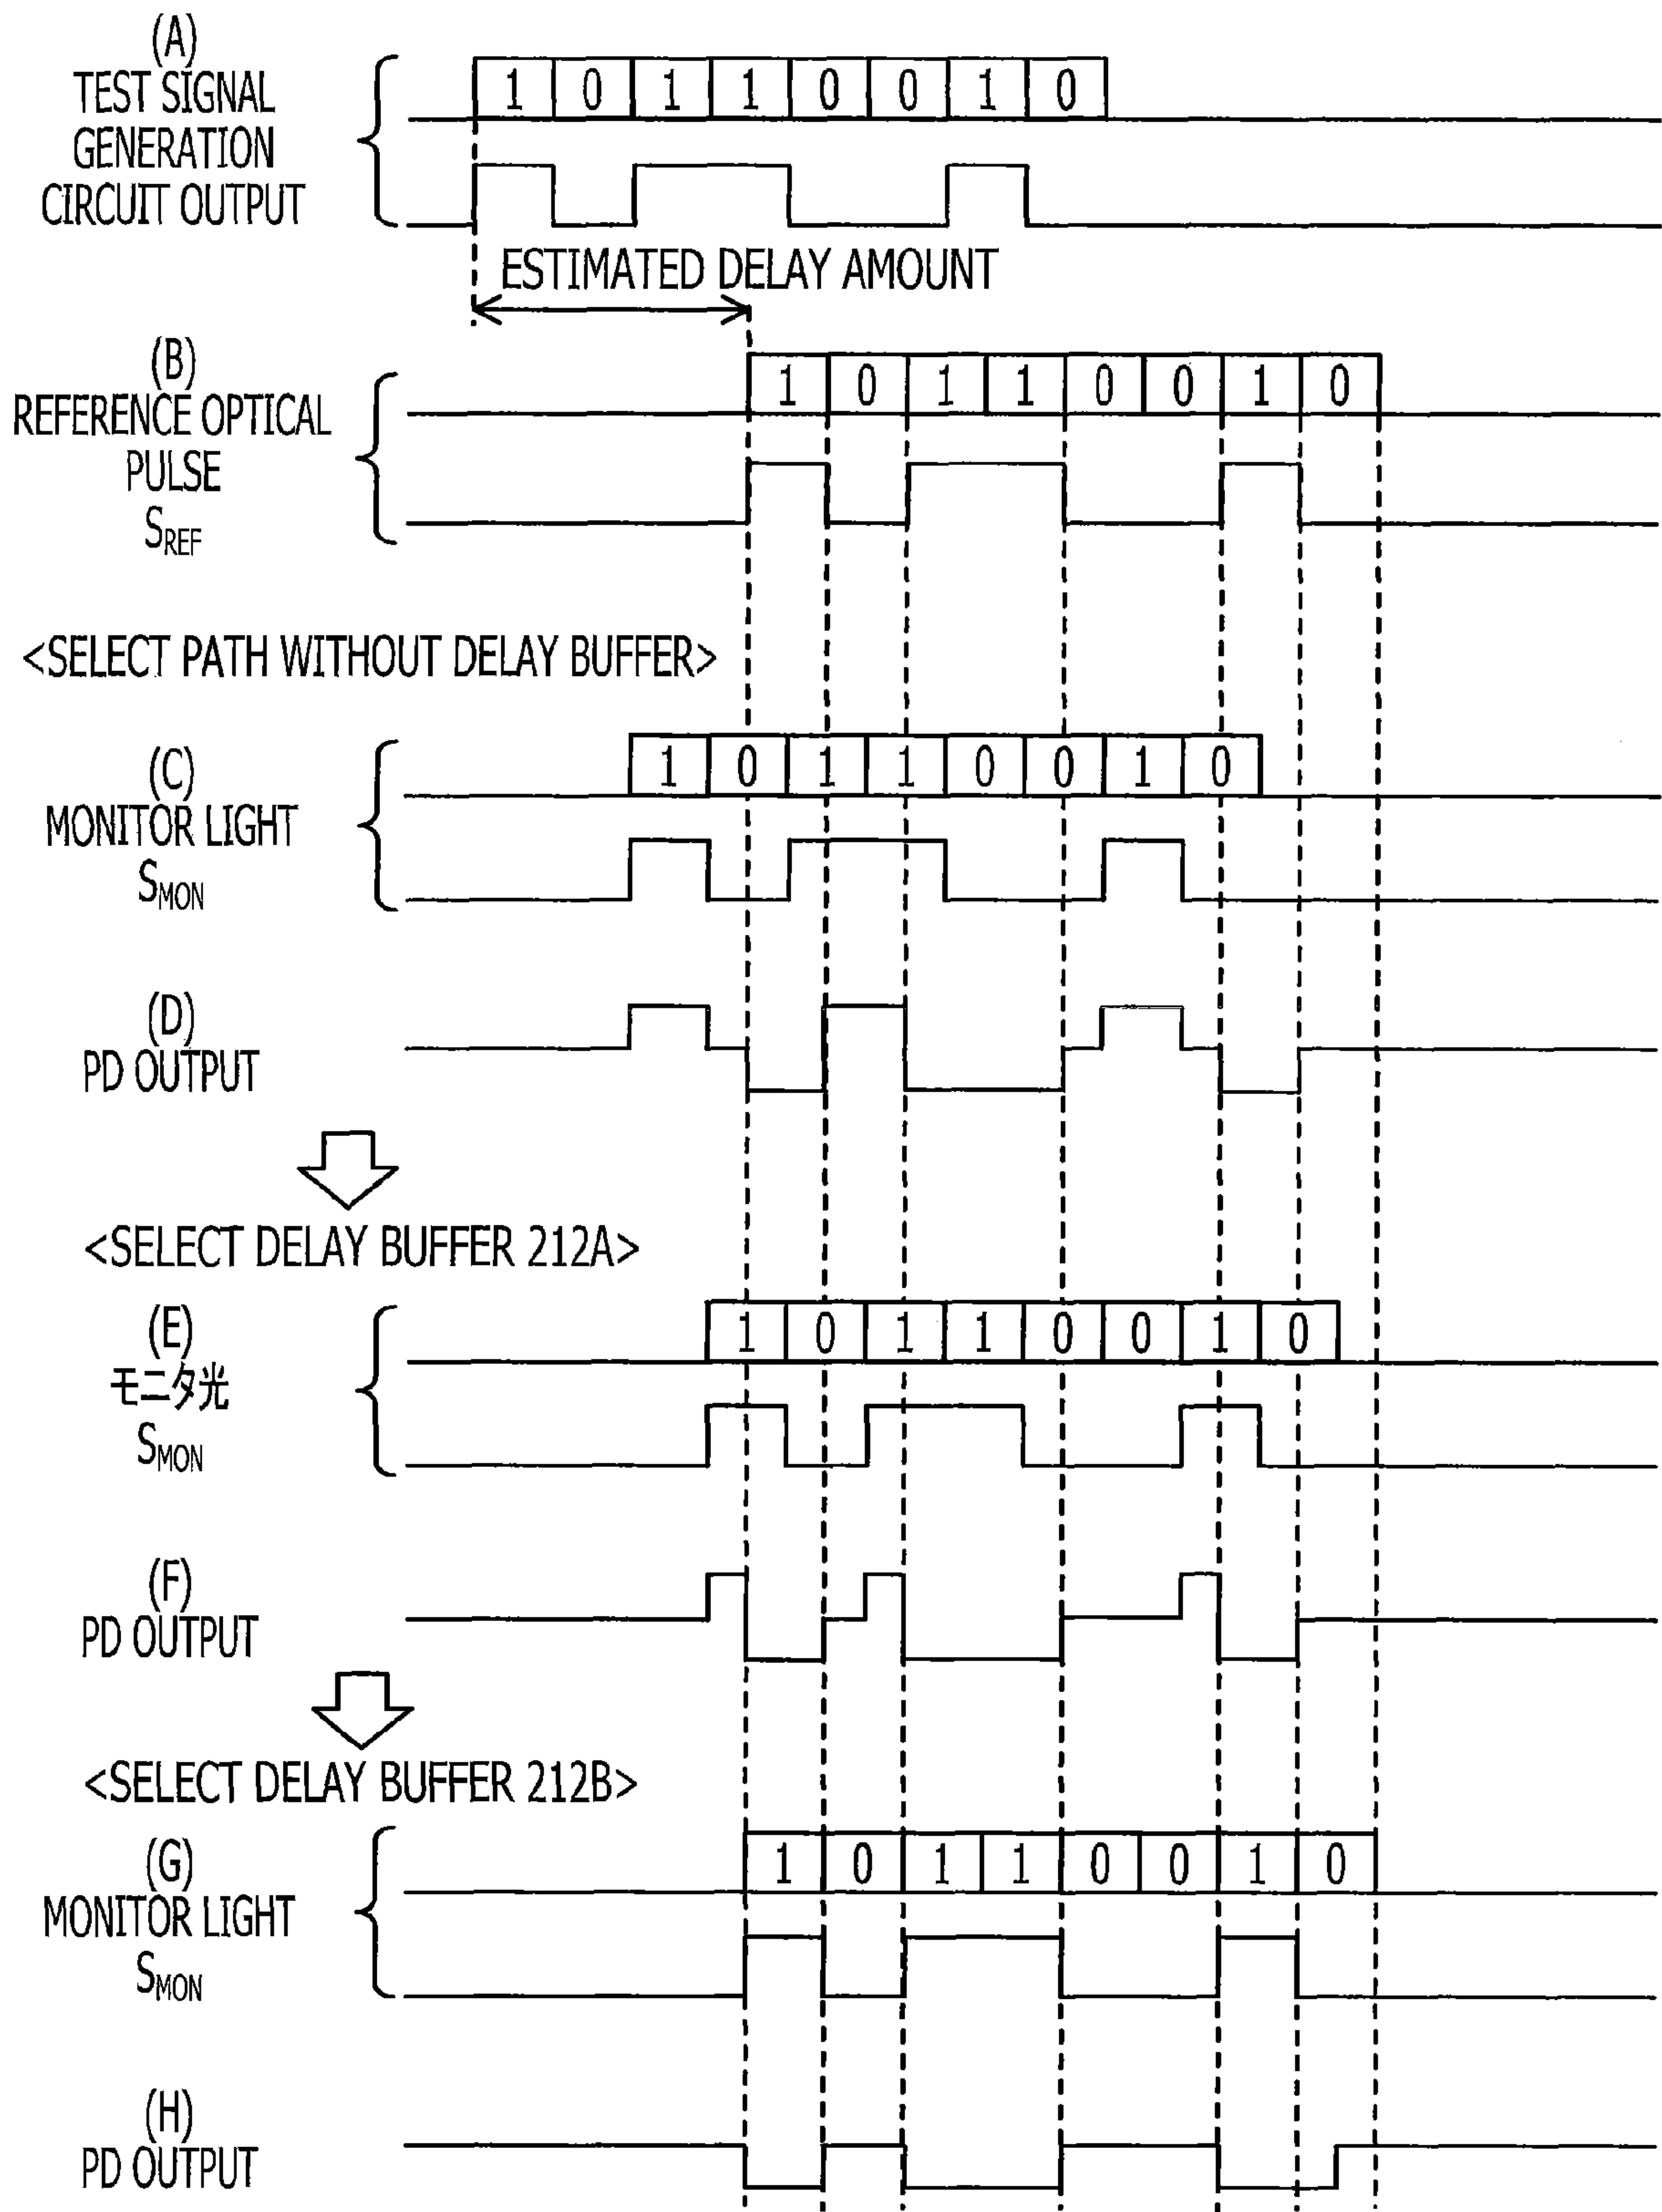 (A)
TEST SIGNAL
GENERATION
CIRCUIT OUTPUT
1 0 1 1 0 0 1 0
ESTIMATED DELAY AMOUNT
(B)
REFERENCE OPTICAL
PULSE
SREF
1 0 1 1 0 0 1 0
<SELECT PATH WITHOUT DELAY BUFFER>
(C)
MONITOR LIGHT
SMON
1 0 1 1 0 0 1 0
(D)
PD OUTPUT
<SELECT DELAY BUFFER 212A>
(E)
モニタ光
SMON
1 0 1 1 0 0 1 0
(F)
PD OUTPUT
<SELECT DELAY BUFFER 212B>
(G)
MONITOR LIGHT
SMON
1 0 1 1 0 0 1 0
(H)
PD OUTPUT